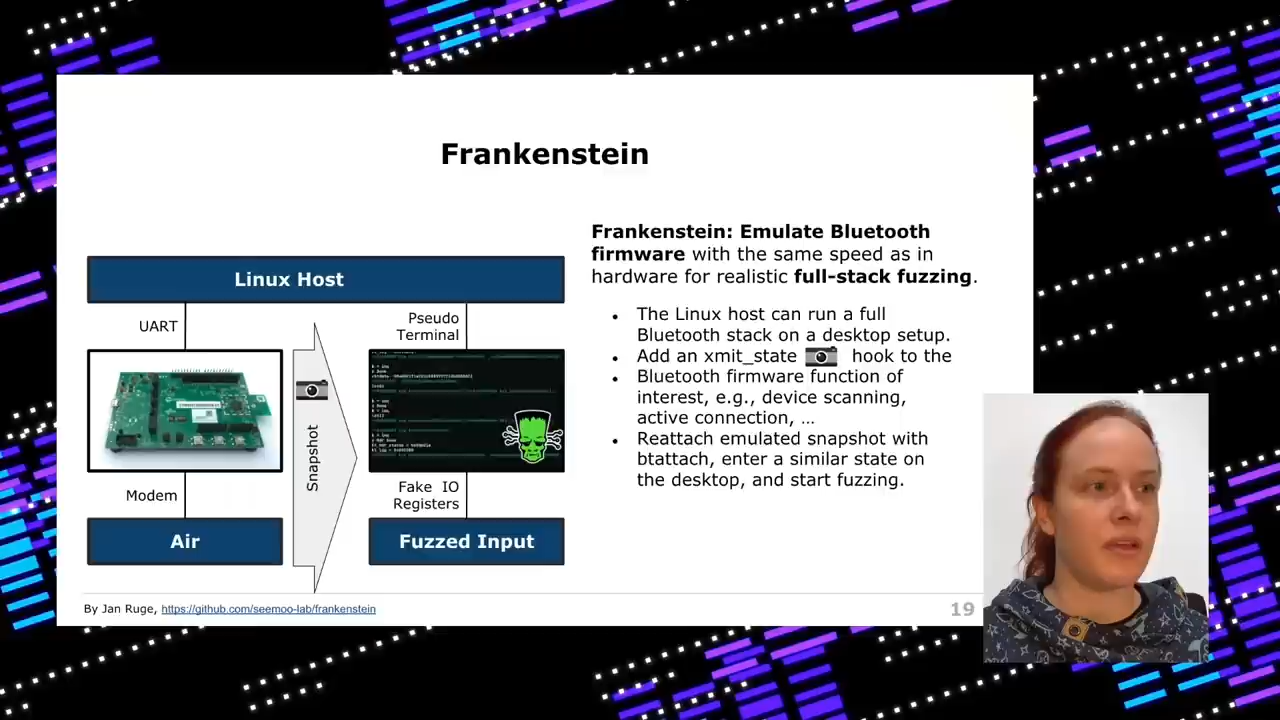 Frankenstein
Linux Host
UART
Pseudo
Terminal
Snapshot
Modem
Fake IO
Registers
Air
Fuzzed Input
Frankenstein: Emulate Bluetooth
firmware with the same speed as in
hardware for realistic full-stack fuzzing.
• The Linux host can run a full
Bluetooth stack on a desktop setup.
• Add an xmit_state hook to the
• Bluetooth firmware function of
interest, e.g., device scanning,
active connection, …
• Reattach emulated snapshot with
btattach, enter a similar state on
the desktop, and start fuzzing.
By Jan Ruge, https://github.com/seemoo-lab/frankenstein
19